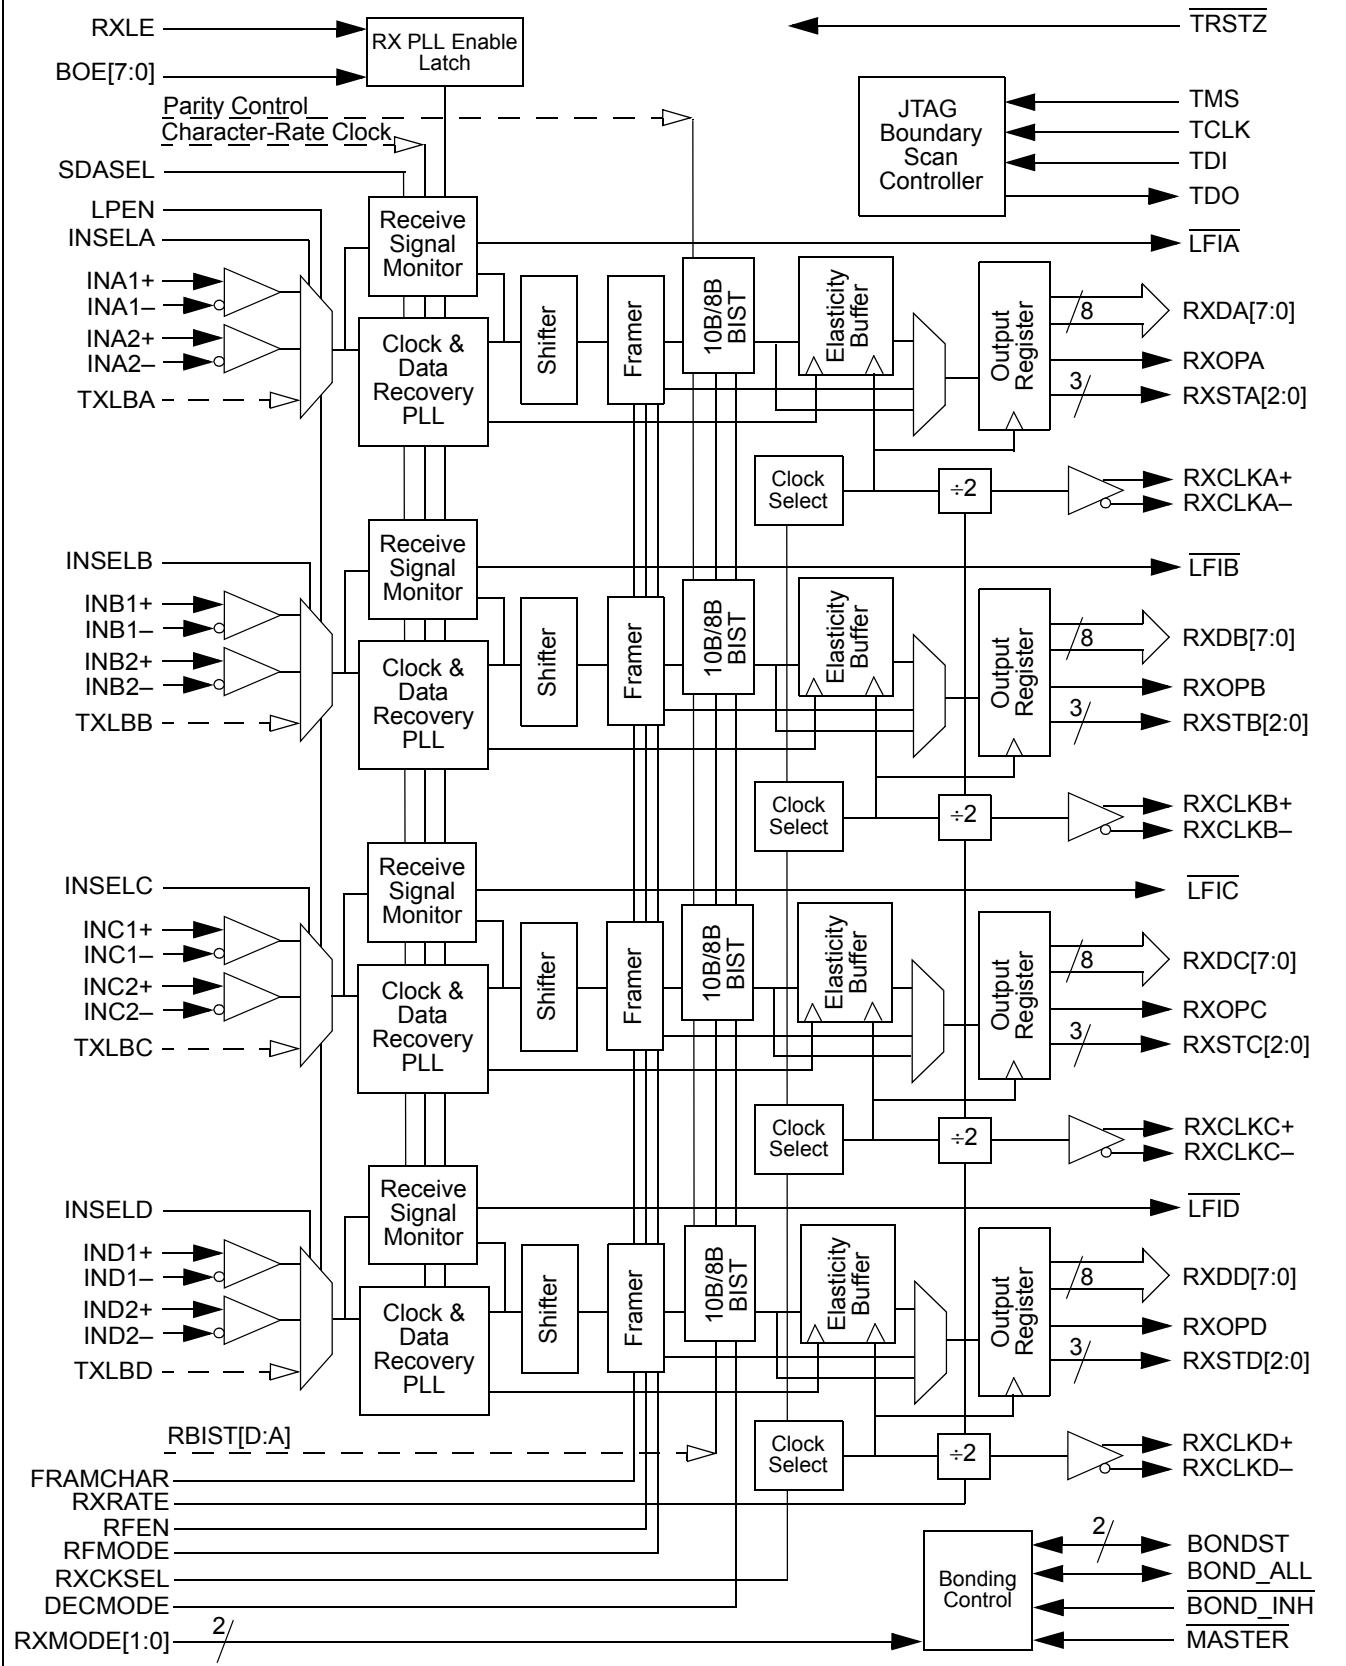 RXLE
RX PLL Enable
Latch
BOE[7:0]
TRSTZ
Parity Control
Character-Rate Clock
JTAG
Boundary
Scan
Controller
TMS
TCLK
TDI
TDO
SDASEL
LPEN
INSELA
INA1+
INA1–
INA2+
INA2–
TXLBA
Receive
Signal
Monitor
Clock &
Data
Recovery
PLL
Shifter
Framer
10B/8B
BIST
Elasticity
Buffer
Output
Register
LFIA
8
RXDA[7:0]
RXOPA
3
RXSTA[2:0]
Clock
Select
÷2
RXCLKA+
RXCLKA–
INSELB
INB1+
INB1–
INB2+
INB2–
TXLBB
Receive
Signal
Monitor
Clock &
Data
Recovery
PLL
Shifter
Framer
10B/8B
BIST
Elasticity
Buffer
Output
Register
LFIB
8
RXDB[7:0]
RXOPB
3
RXSTB[2:0]
Clock
Select
÷2
RXCLKB+
RXCLKB–
INSELC
INC1+
INC1–
INC2+
INC2–
TXLBC
Receive
Signal
Monitor
Clock &
Data
Recovery
PLL
Shifter
Framer
10B/8B
BIST
Elasticity
Buffer
Output
Register
LFIC
8
RXDC[7:0]
RXOPC
3
RXSTC[2:0]
Clock
Select
÷2
RXCLKC+
RXCLKC–
INSELD
IND1+
IND1–
IND2+
IND2–
TXLBD
Receive
Signal
Monitor
Clock &
Data
Recovery
PLL
Shifter
Framer
10B/8B
BIST
Elasticity
Buffer
Output
Register
LFID
8
RXDD[7:0]
RXOPD
3
RXSTD[2:0]
Clock
Select
÷2
RXCLKD+
RXCLKD–
RBIST[D:A]
FRAMCHAR
RXRATE
RFEN
RFMODE
RXCKSEL
DECMODE
RXMODE[1:0]
2
Bonding
Control
2
BONDST
BOND_ALL
BOND_INH
MASTER